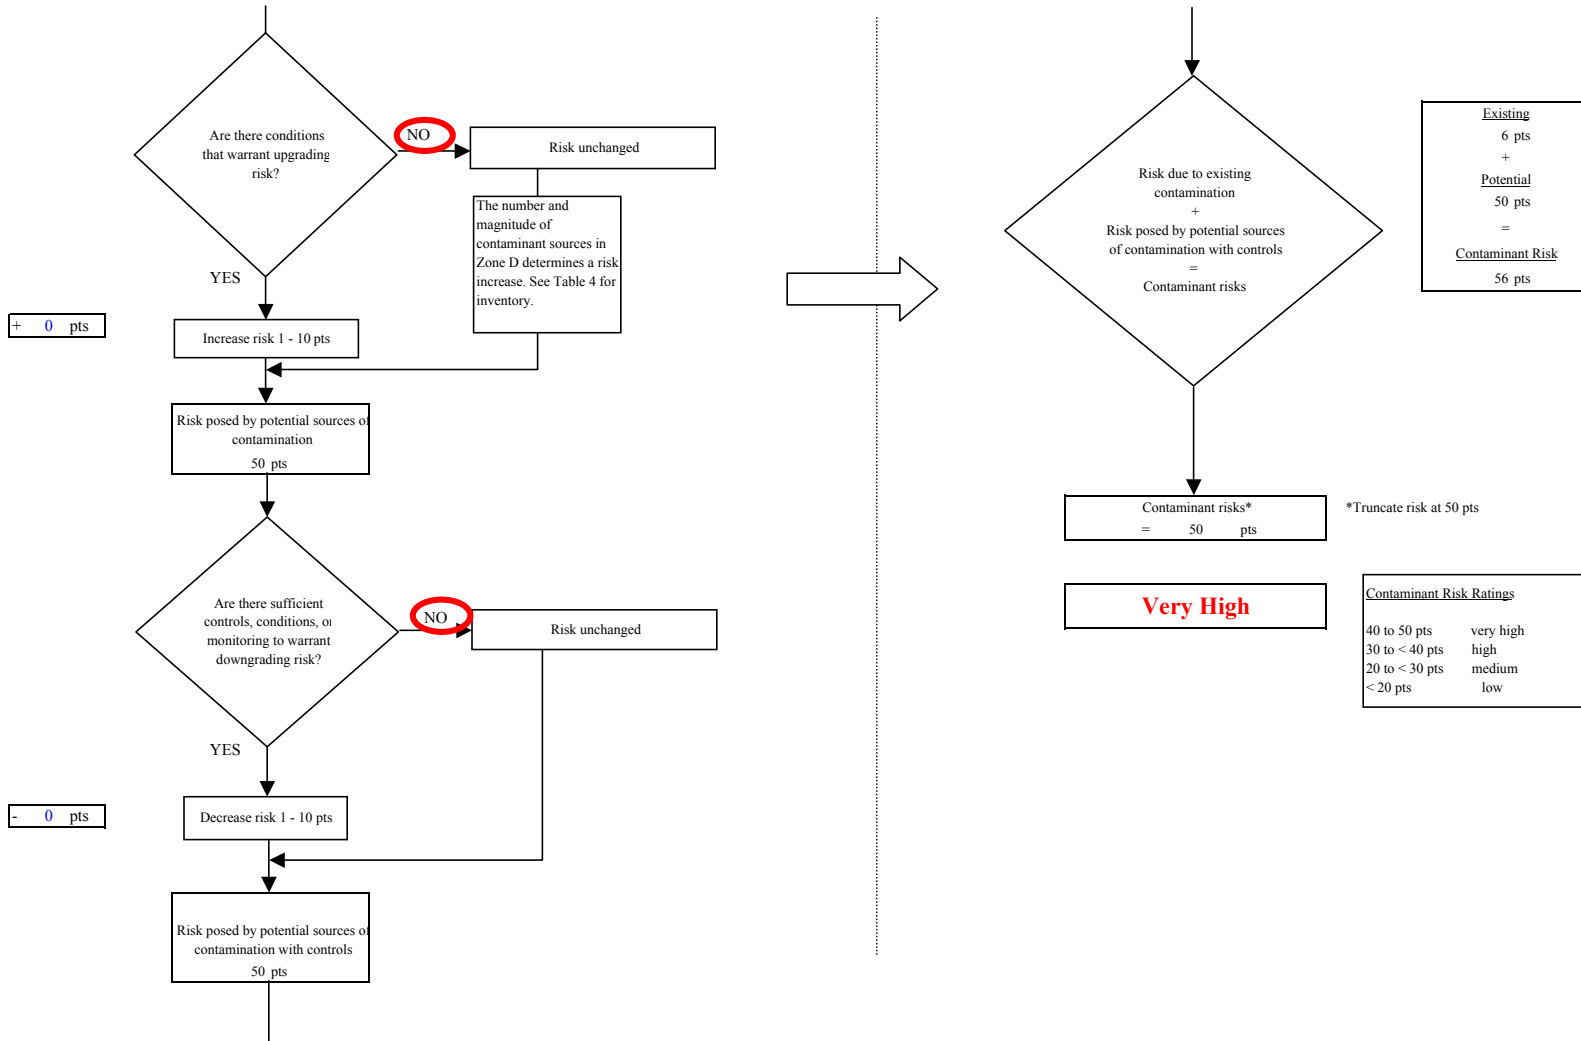 Are there conditions
that warrant upgrading
risk?
NO
Risk unchanged
The number and
magnitude of
contaminant sources in
Zone D determines a risk
increase. See Table 4 for
inventory.
YES
+ 0 pts
Increase risk 1 - 10 pts
Risk posed by potential sources of
contamination
50 pts
Are there sufficient
controls, conditions, or
monitoring to warrant
downgrading risk?
NO
Risk unchanged
YES
- 0 pts
Decrease risk 1 - 10 pts
Risk posed by potential sources of
contamination with controls
50 pts
Risk due to existing
contamination
+
Risk posed by potential sources
of contamination with controls
=
Contaminant risks
Existing
6 pts
+
Potential
50 pts
=
Contaminant Risk
56 pts
Contaminant risks*
= 50 pts
*Truncate risk at 50 pts
Very High
Contaminant Risk Ratings
40 to 50 pts very high
30 to < 40 pts high
20 to < 30 pts medium
< 20 pts low